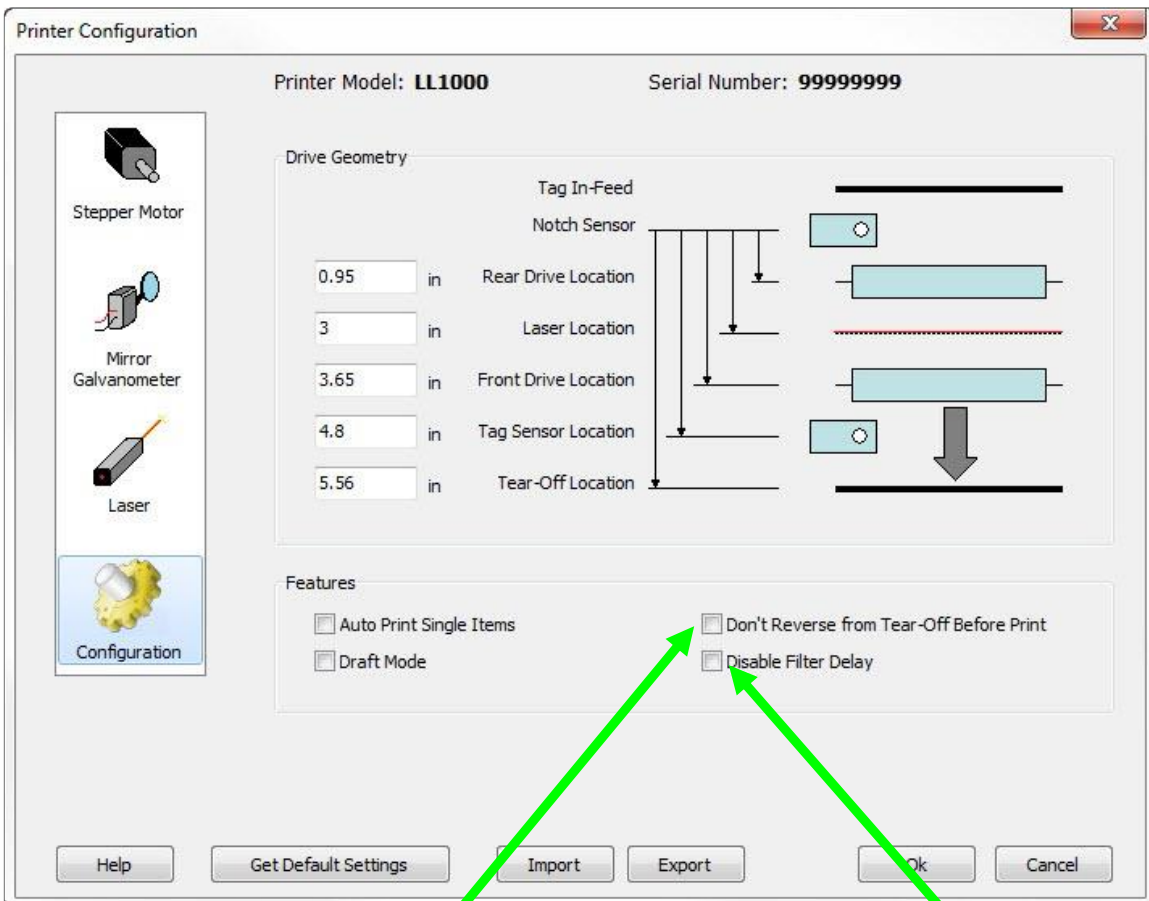 Printer Configuration
X
Printer Model: LL1000 Serial Number: 99999999
Stepper Motor
Mirror
Galvanometer
Laser
Configuration
Drive Geometry
Tag In-Feed
Notch Sensor
0.95 in Rear Drive Location
3 in Laser Location
3.65 in Front Drive Location
4.8 in Tag Sensor Location
5.56 in Tear-Off Location
Features
Auto Print Single Items Don't Reverse from Tear-Off Before Print
Draft Mode Disable Filter Delay
Help Get Default Settings Import Export Ok Cancel